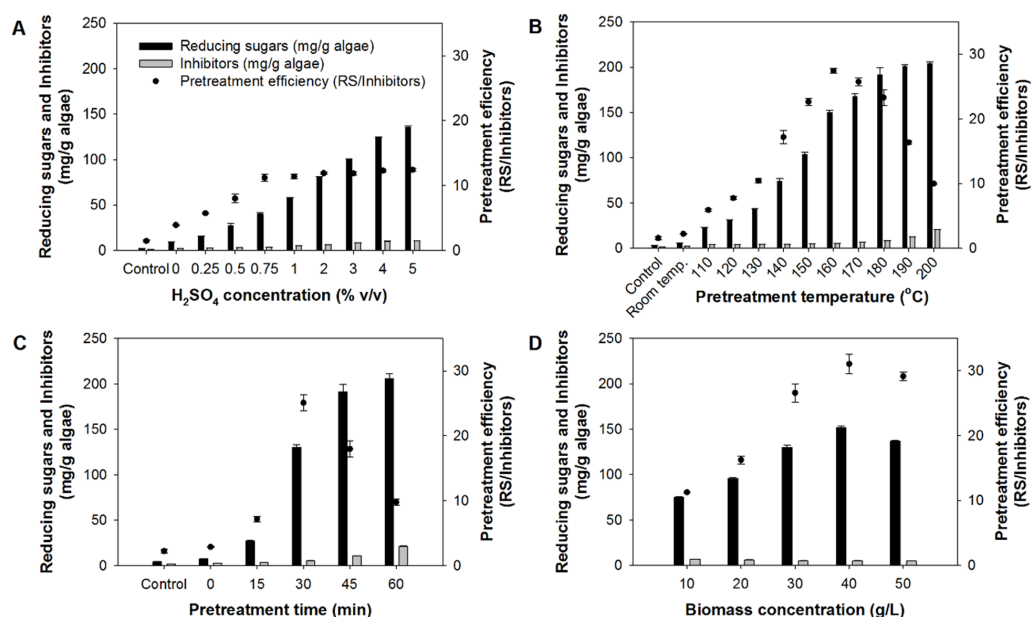 A
Reducing sugars and Inhibitors
(mg/g algae)
250
200
150
100
50
0
Reducing sugars (mg/g algae)
Inhibitors (mg/g algae)
Pretreatment efficiency (RS/Inhibitors)
30
20
10
0
Pretreatment eficiency
(RS/Inhibitors)
Control 0 0.25 0.5 0.75 1 2 3 4 5
H2SO4 concentration (% v/v)
B
Reducing sugars and Inhibitors
(mg/g algae)
250
200
150
100
50
0
30
20
10
0
Pretreatment eficiency
(RS/Inhibitors)
Control Room temp. 110 120 130 140 150 160 170 180 190 200
Pretreatment temperature (oC)
C
Reducing sugars and Inhibitors
(mg/g algae)
250
200
150
100
50
0
30
20
10
0
Pretreatment efficiency
(RS/Inhibitors)
Control 0 15 30 45 60
Pretreatment time (min)
D
Reducing sugars and Inhibitors
(mg/g algae)
250
200
150
100
50
0
30
20
10
0
Pretreatment efficiency
(RS/Inhibitors)
10 20 30 40 50
Biomass concentration (g/L)